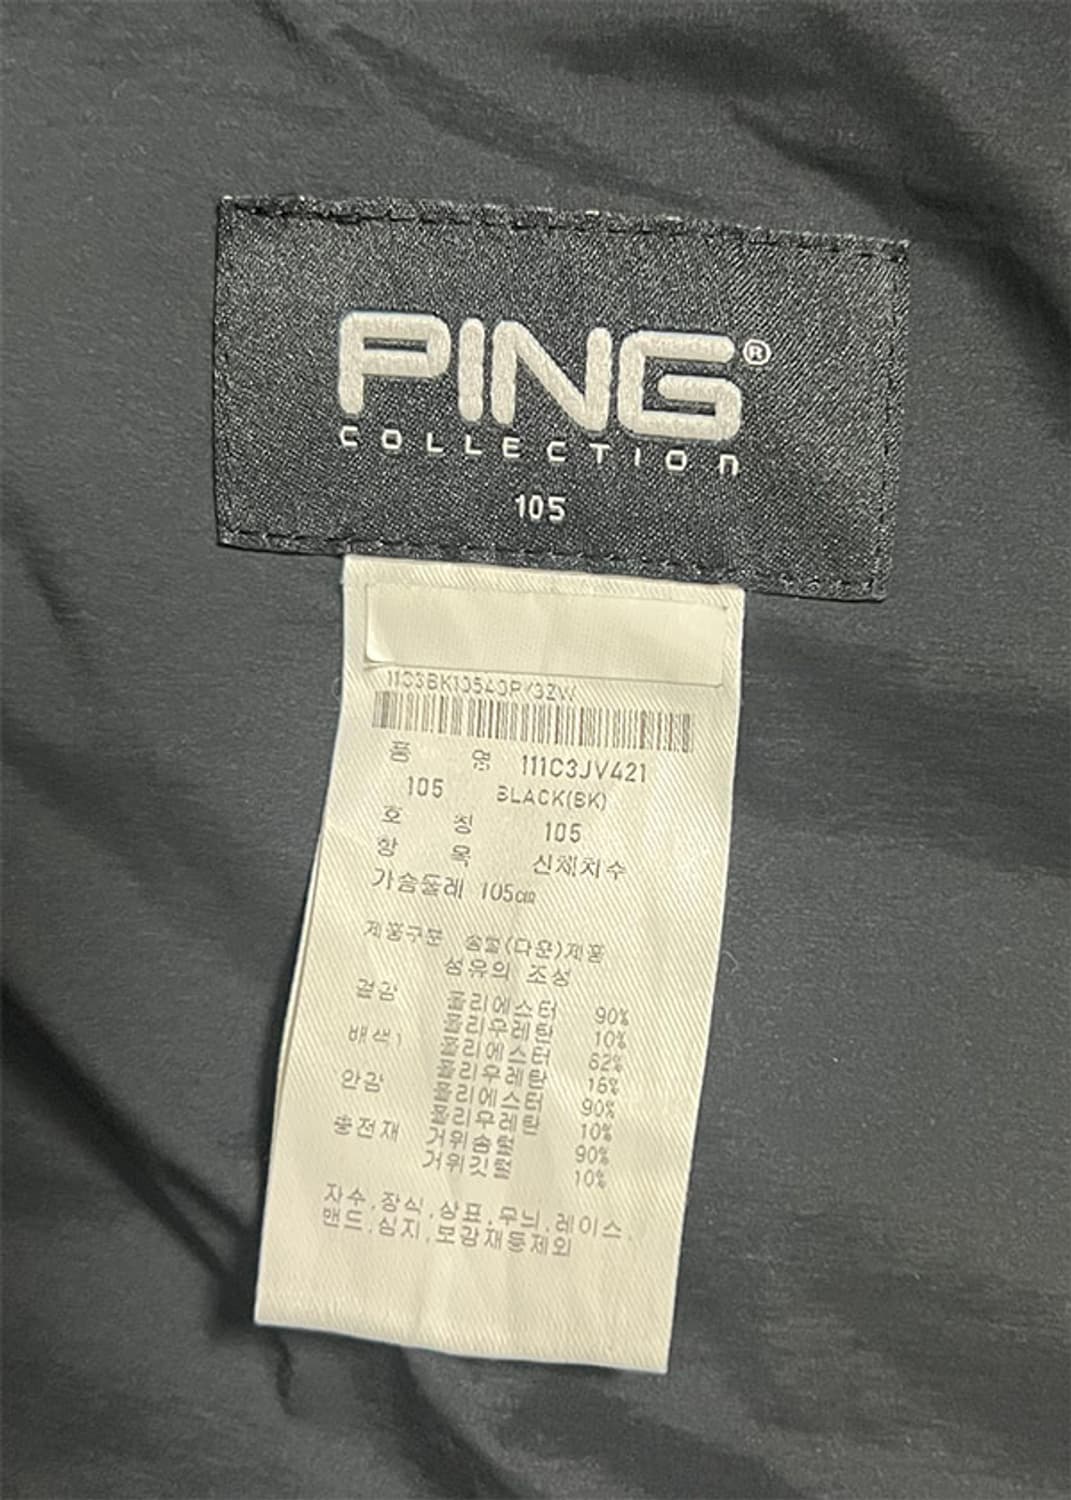 PING®
COLLECTION
105
품 명 111C3JV421
105 BLACK(BK)
호 칭 105
항 목 신체치수
가슴둘레 105cm
제품구분 솜털(다운)제품
섬유의 조성
겉감 폴리에스터 90%
폴리우레탄 10%
배색1 폴리에스터 82%
폴리우레탄 18%
안감 폴리에스터 90%
폴리우레탄 10%
충전재 거위솜털 90%
거위깃털 10%
자수,장식,상표,무늬,레이스,
밴드,심지,보강재등제외